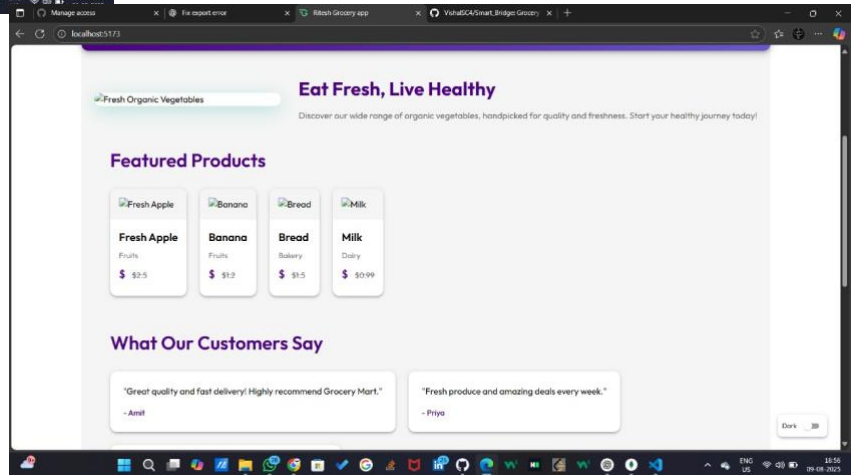 Manage access
Fix export error
Ritesh Grocery app
VishalSC4/Smart_Bridge: Grocery
localhost:5173
Fresh Organic Vegetables
Eat Fresh, Live Healthy
Discover our wide range of organic vegetables, handpicked for quality and freshness. Start your healthy journey today!
Featured Products
Fresh Apple
Banana
Bread
Milk
Fresh Apple
Banana
Bread
Milk
Fruits
Fruits
Bakery
Dairy
$ $2.5
$ $1.2
$ $1.5
$ $0.99
What Our Customers Say
"Great quality and fast delivery! Highly recommend Grocery Mart."
- Amit
"Fresh produce and amazing deals every week."
- Priya
Dark
ENG
US
18:56
09-08-2025